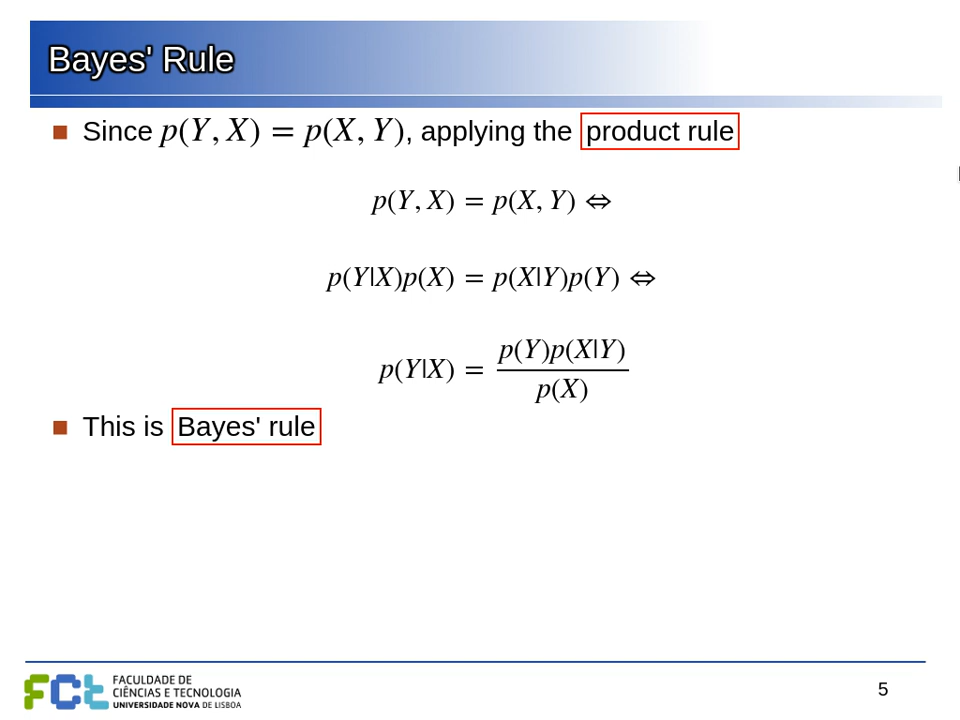 Bayes' Rule
Since p(Y, X) = p(X, Y), applying the product rule
p(Y, X) = p(X, Y) ⇔
p(Y|X)p(X) = p(X|Y)p(Y) ⇔
p(Y|X) = p(Y)p(X|Y) / p(X)
This is Bayes' rule
FCt
FACULDADE DE
CIÊNCIAS E TECNOLOGIA
UNIVERSIDADE NOVA DE LISBOA
5